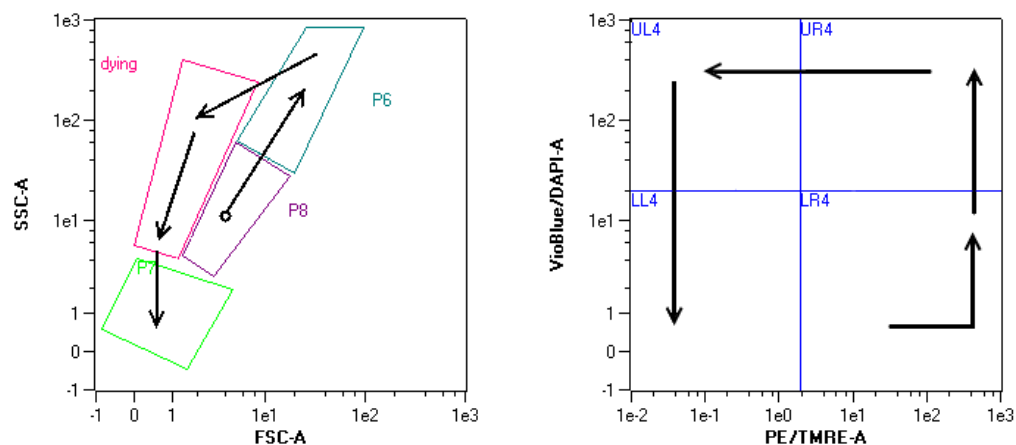 1e3
1e2
1e1
1
0
-1
SSC-A
dying
P6
P8
P7
-1
0
1
1e1
1e2
1e3
FSC-A
1e3
1e2
1e1
1
0
-1
VioBlue/DAPI-A
UL4
UR4
LL4
LR4
1e-2
1e-1
1e0
1e1
1e2
1e3
PE/TMRE-A